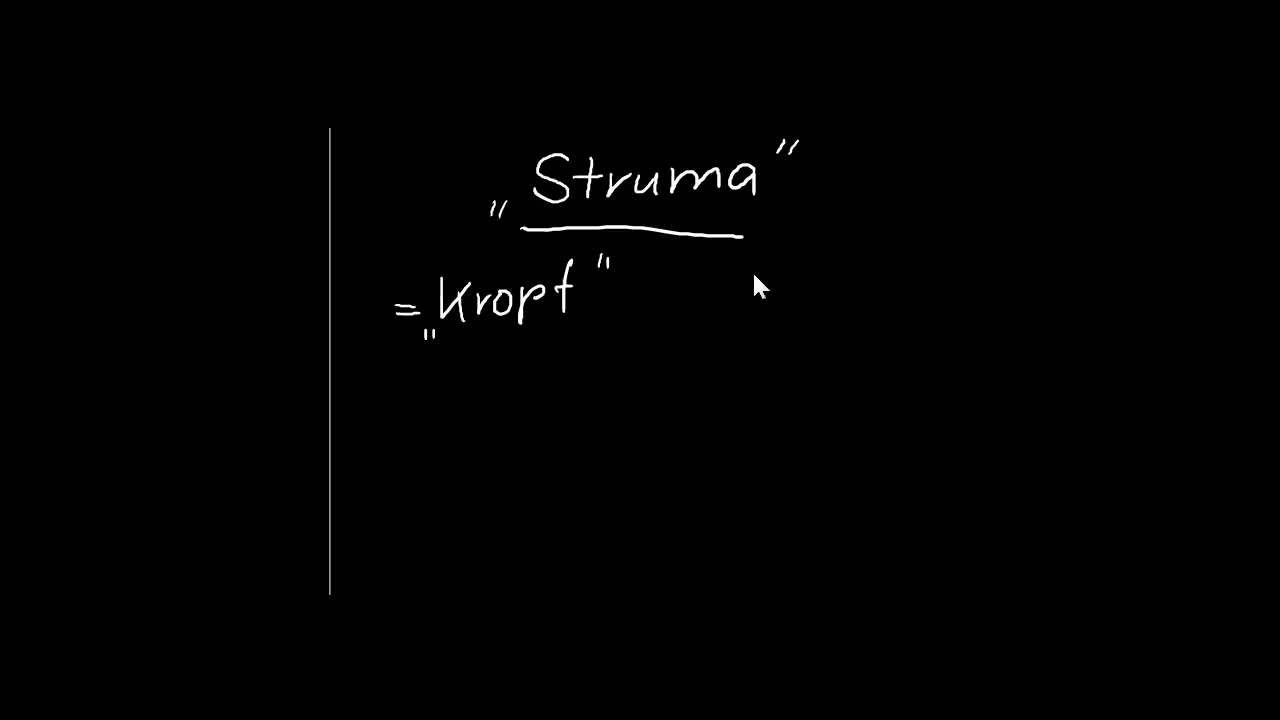 „Struma"
= „Kropf"